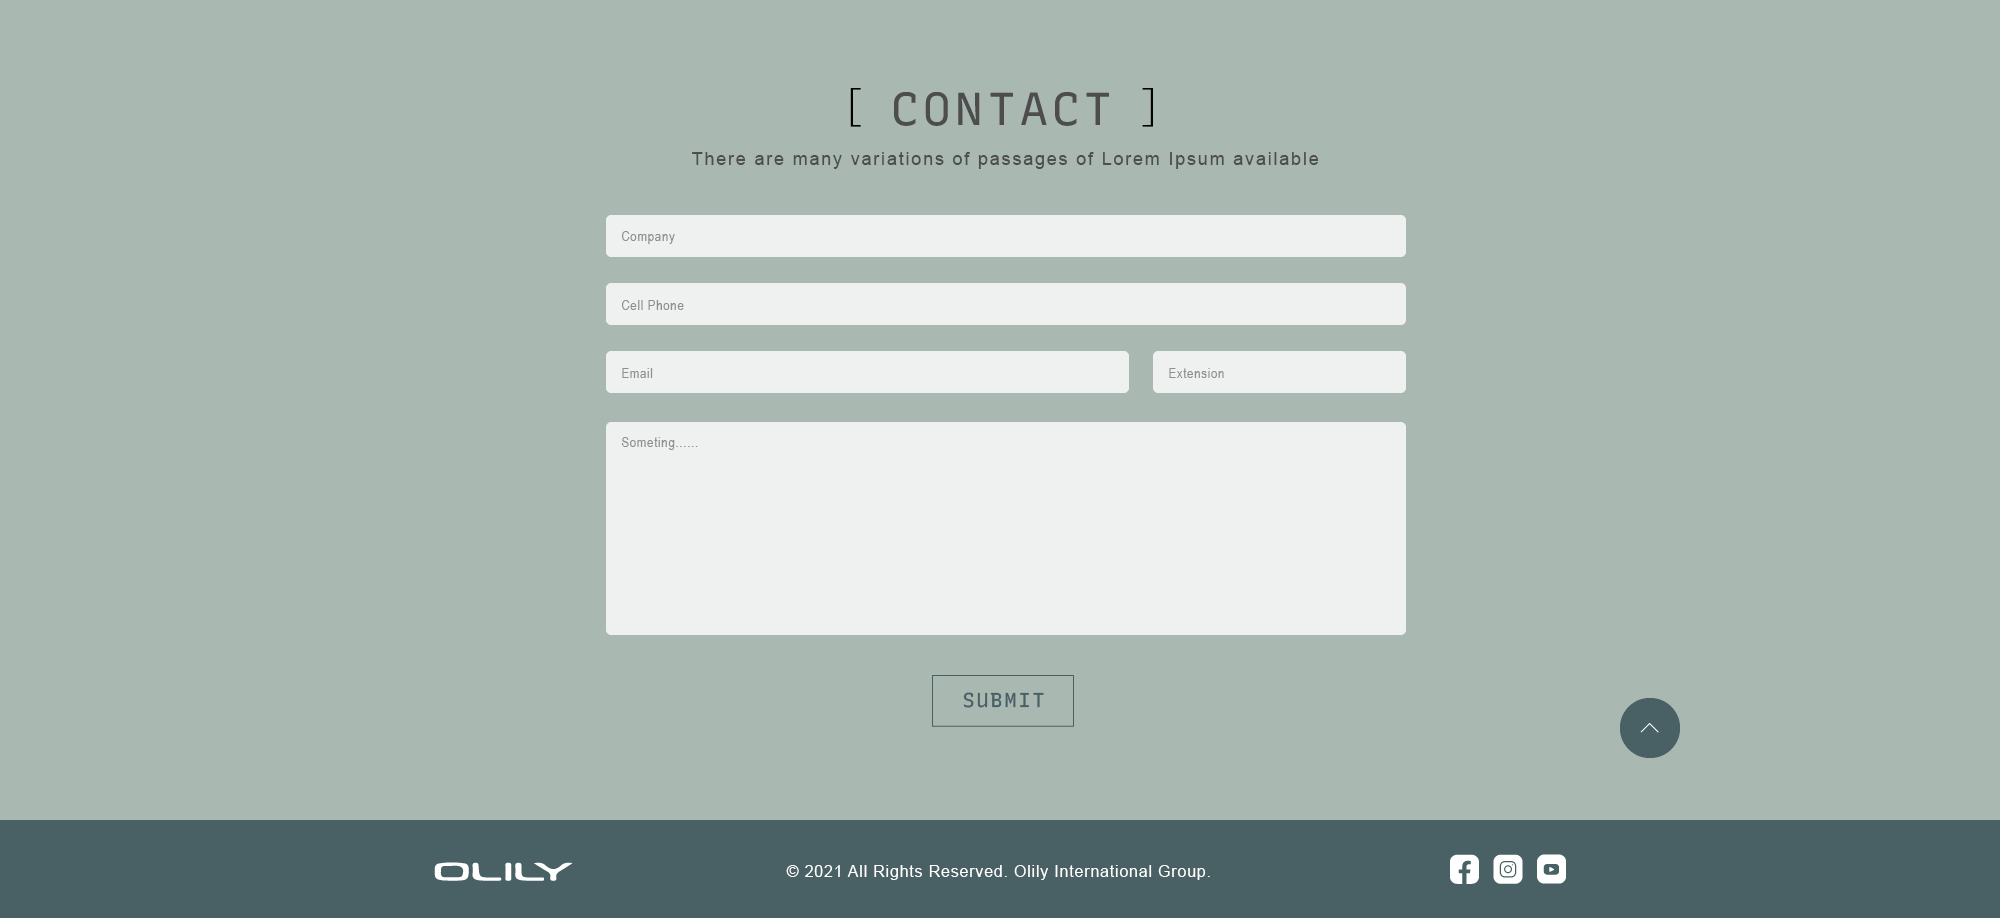 [ CONTACT ]
There are many variations of passages of Lorem Ipsum available
Company
Cell Phone
Email
Extension
Someting......
SUBMIT
OLILY
© 2021 All Rights Reserved. Olily International Group.